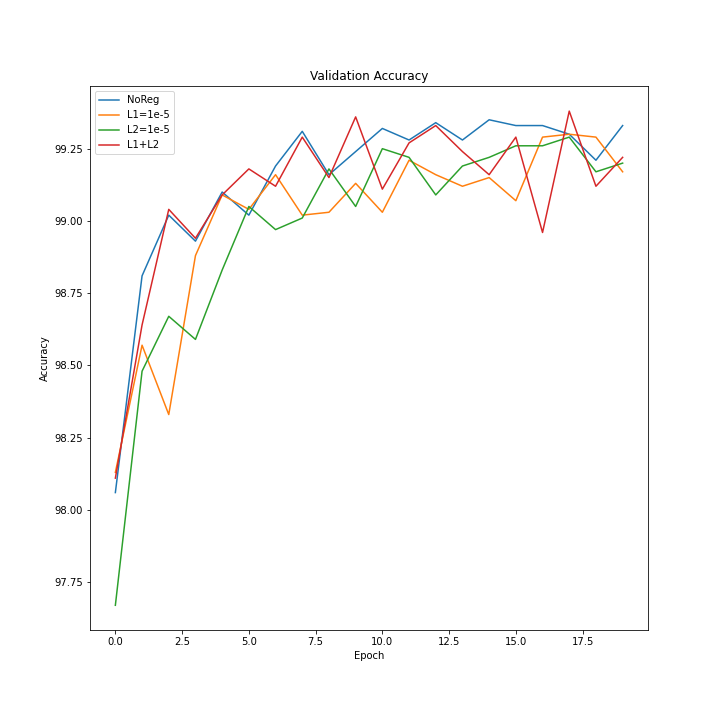 Validation Accuracy
NoReg
L1=1e-5
L2=1e-5
L1+L2
99.25
99.00
98.75
98.50
98.25
98.00
97.75
Accuracy
0.0 2.5 5.0 7.5 10.0 12.5 15.0 17.5
Epoch